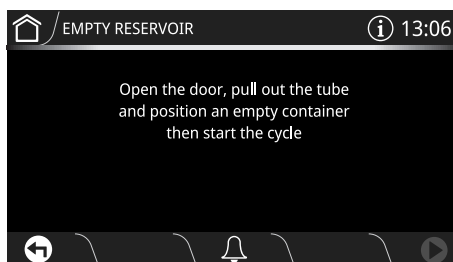 EMPTY RESERVOIR
i 13:06
Open the door, pull out the tube
and position an empty container
then start the cycle